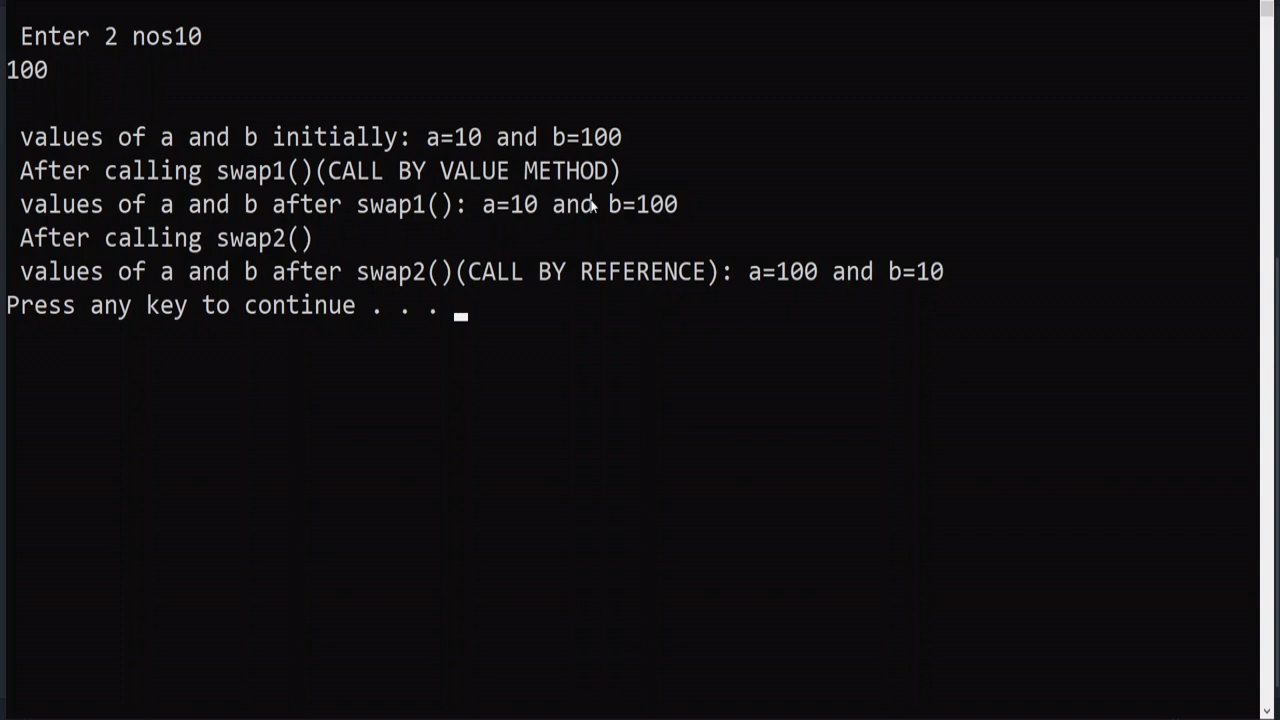 Enter 2 nos10
100
values of a and b initially: a=10 and b=100
After calling swap1()(CALL BY VALUE METHOD)
values of a and b after swap1(): a=10 and b=100
After calling swap2()
values of a and b after swap2()(CALL BY REFERENCE): a=100 and b=10
Press any key to continue . . .